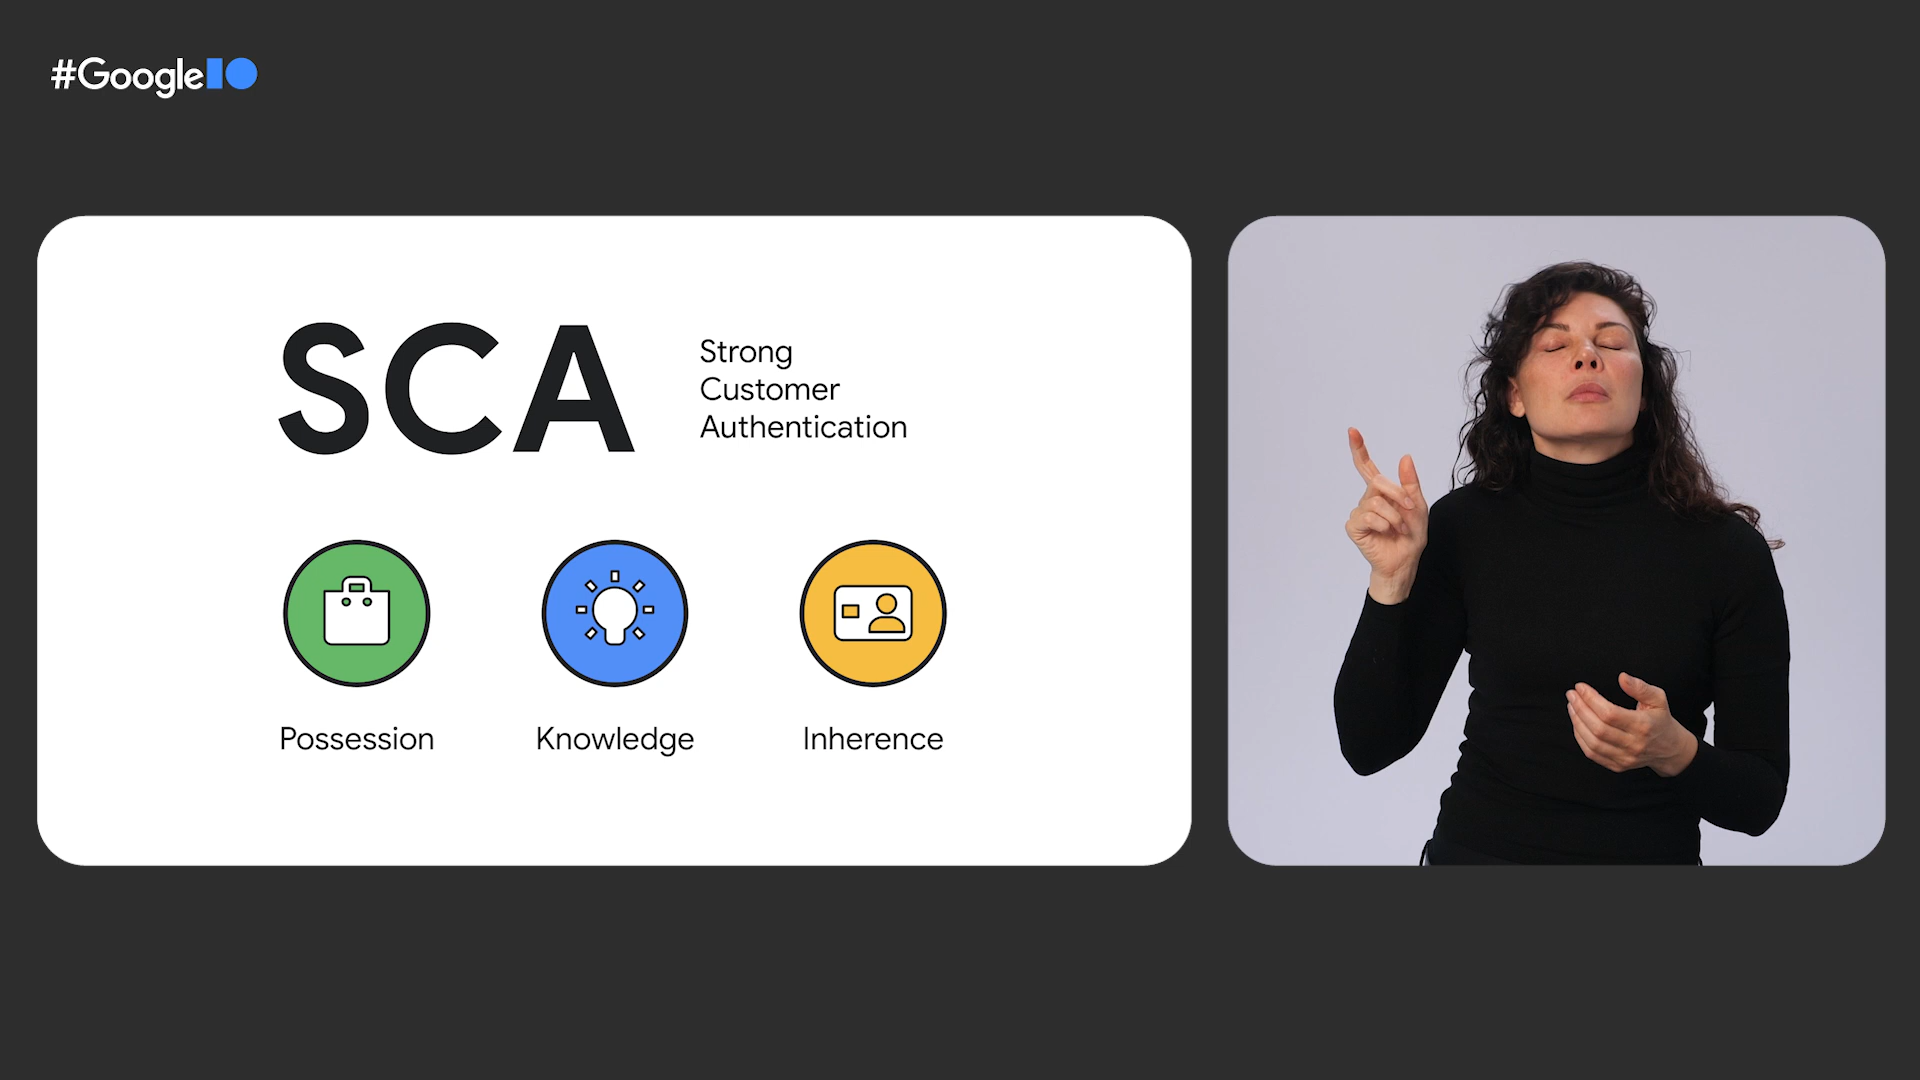 #GoogleIO
SCA
Strong
Customer
Authentication
Possession
Knowledge
Inherence